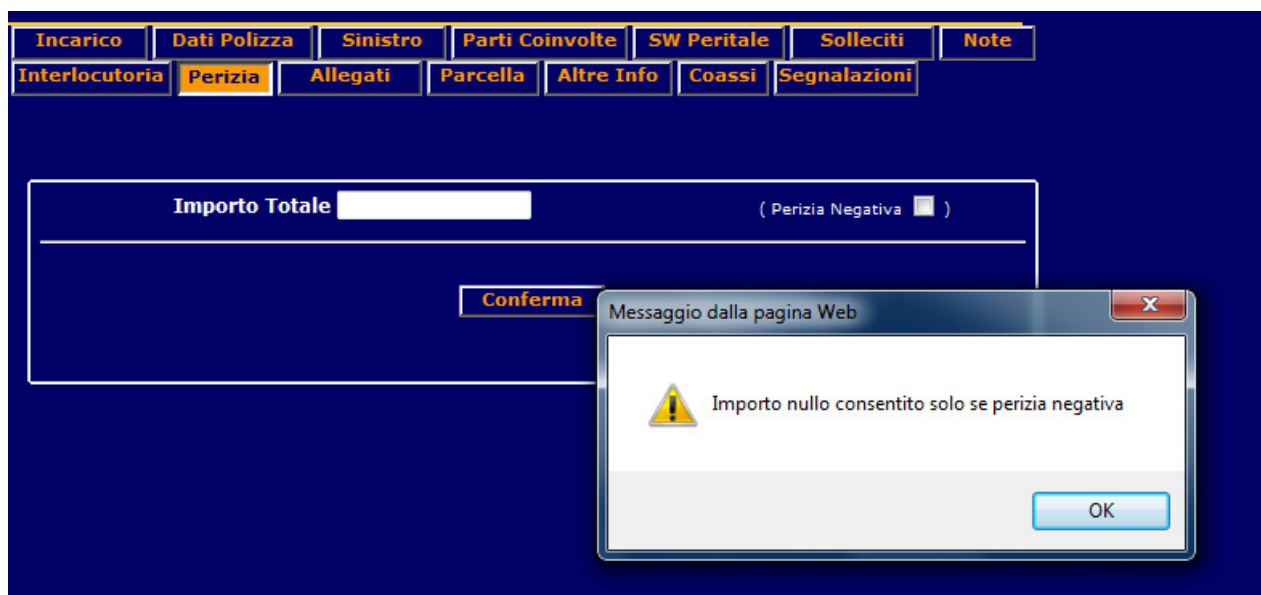 Incarico Dati Polizza Sinistro Parti Coinvolte SW Peritale Solleciti Note
Interlocutoria Perizia Allegati Parcella Altre Info Coassi Segnalazioni
Importo Totale ( Perizia Negativa )
Conferma
Messaggio dalla pagina Web
Importo nullo consentito solo se perizia negativa
OK